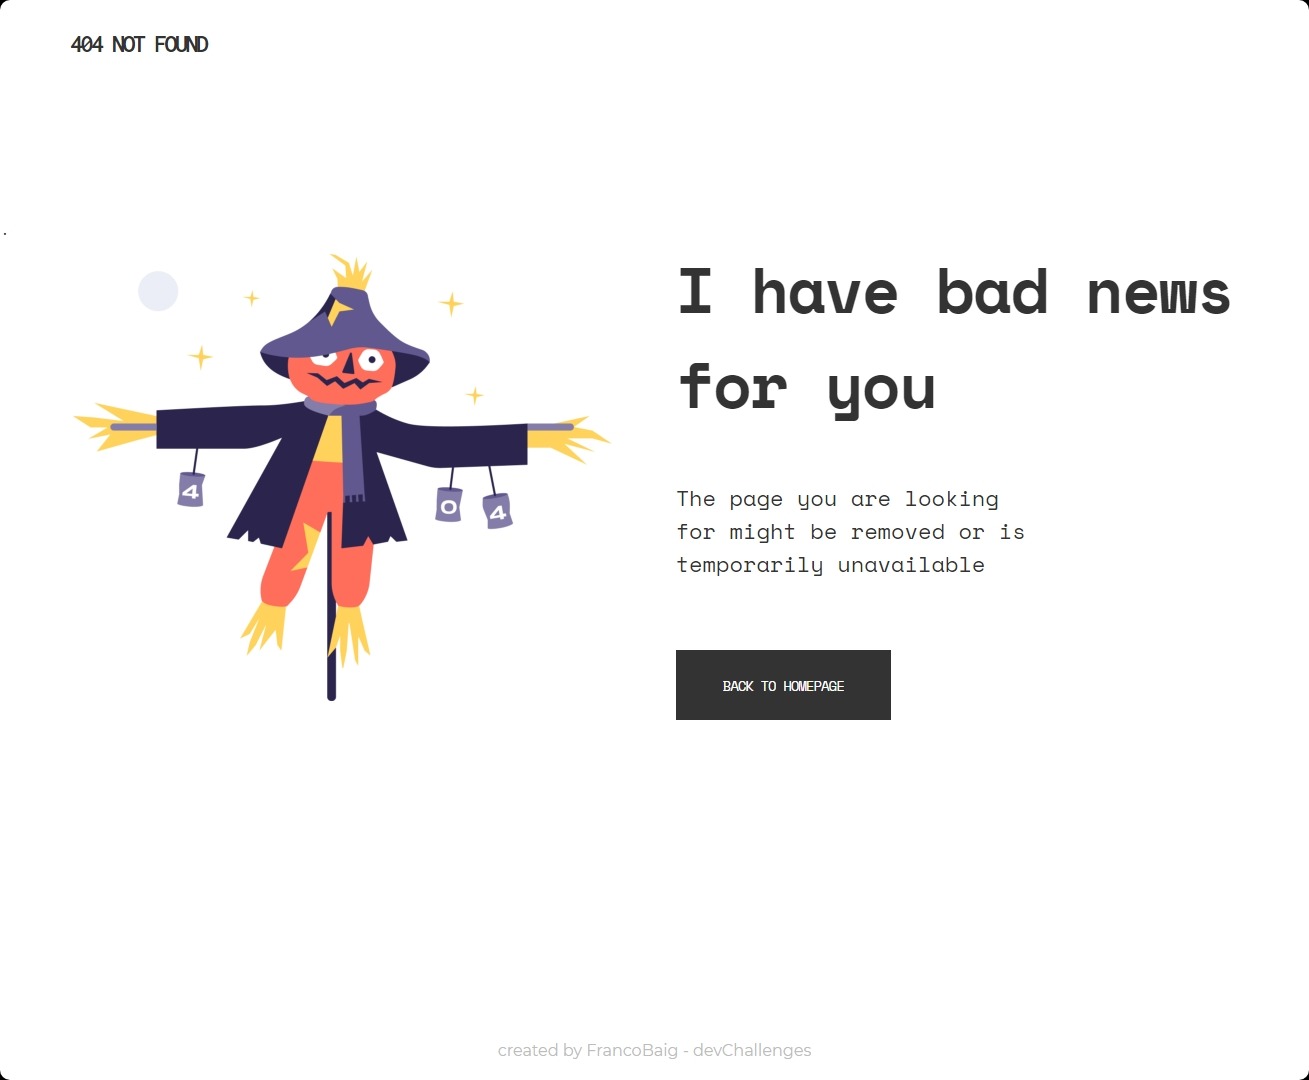 404 NOT FOUND
I have bad news
for you
4
0
4
The page you are looking
for might be removed or is
temporarily unavailable
BACK TO HOMEPAGE
created by FrancoBaig - devChallenges